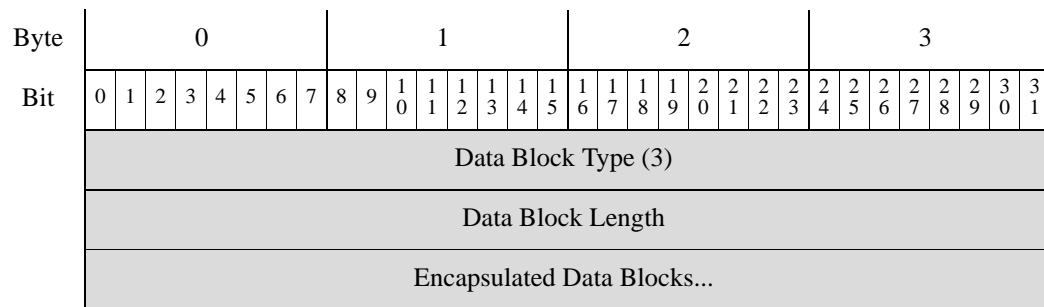 Byte 0 1 2 3
Bit 0 1 2 3 4 5 6 7 8 9 10 11 12 13 14 15 16 17 18 19 20 21 22 23 24 25 26 27 28 29 30 31
Data Block Type (3)
Data Block Length
Encapsulated Data Blocks...